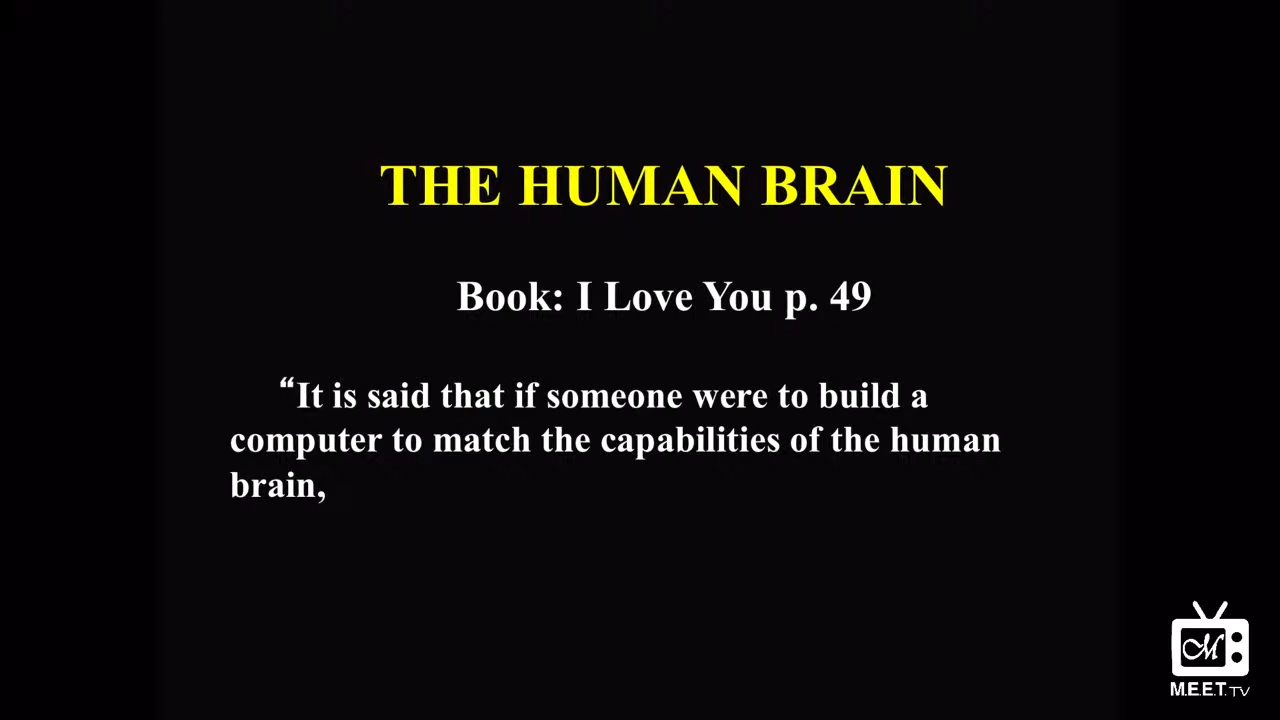 THE HUMAN BRAIN
Book: I Love You p. 49
“It is said that if someone were to build a
computer to match the capabilities of the human
brain,
M
M.E.E.T.TV